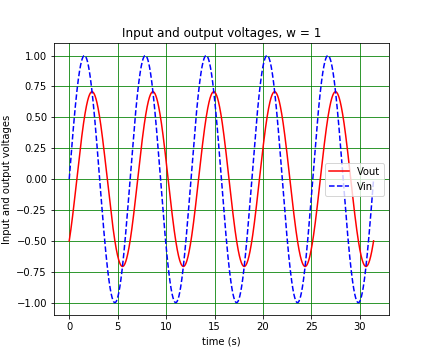 Input and output voltages, w = 1
Input and output voltages
1.00
0.75
0.50
0.25
0.00
−0.25
−0.50
−0.75
−1.00
Vout
Vin
0 5 10 15 20 25 30
time (s)